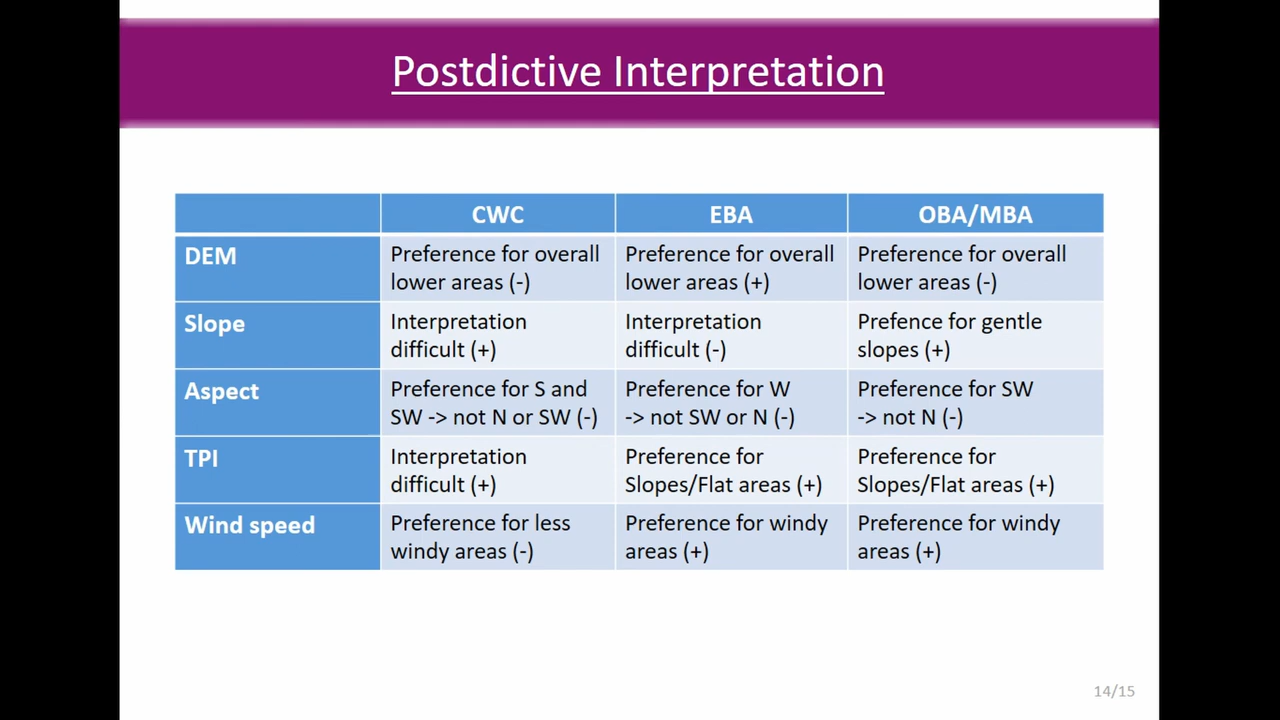 Postdictive Interpretation
CWC EBA OBA/MBA
DEM
Preference for overall
lower areas (-)
Preference for overall
lower areas (+)
Preference for overall
lower areas (-)
Slope
Interpretation
difficult (+)
Interpretation
difficult (-)
Prefence for gentle
slopes (+)
Aspect
Preference for S and
SW -> not N or SW (-)
Preference for W
-> not SW or N (-)
Preference for SW
-> not N (-)
TPI
Interpretation
difficult (+)
Preference for
Slopes/Flat areas (+)
Preference for
Slopes/Flat areas (+)
Wind speed
Preference for less
windy areas (-)
Preference for windy
areas (+)
Preference for windy
areas (+)
14/15